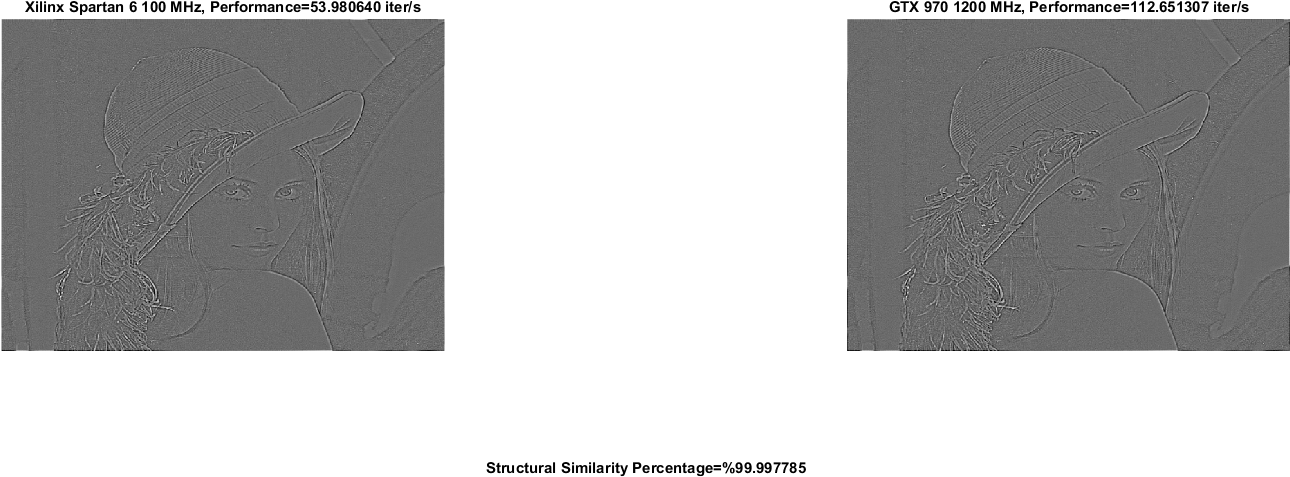 Xilinx Spartan 6 100 MHz, Performance=53.980640 iter/s
GTX 970 1200 MHz, Performance=112.651307 iter/s
Structural Similarity Percentage=%99.997785